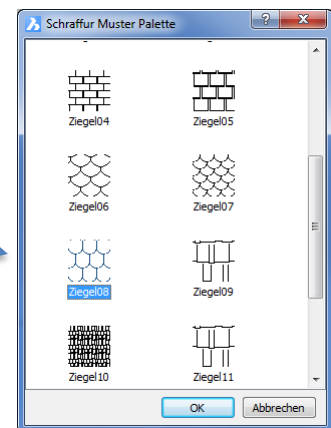 Schraffur Muster Palette
Ziegel04 Ziegel05
Ziegel06 Ziegel07
Ziegel08 Ziegel09
Ziegel10 Ziegel11
OK Abbrechen